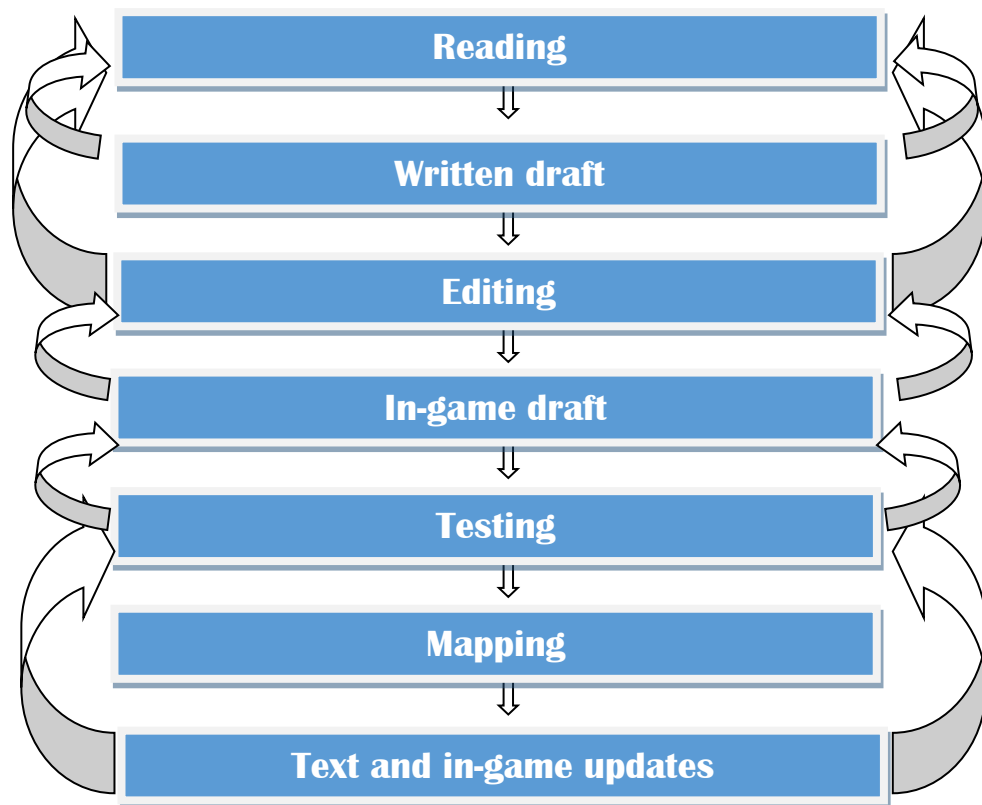 Reading
Written draft
Editing
In-game draft
Testing
Mapping
Text and in-game updates